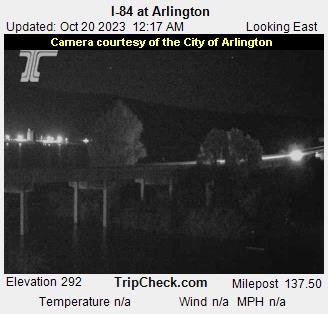 I-84 at Arlington
Updated: Oct 20 2023 12:17 AM Looking East
Camera courtesy of the City of Arlington
Elevation 292 TripCheck.com Milepost 137.50
Temperature n/a Wind n/a MPH n/a